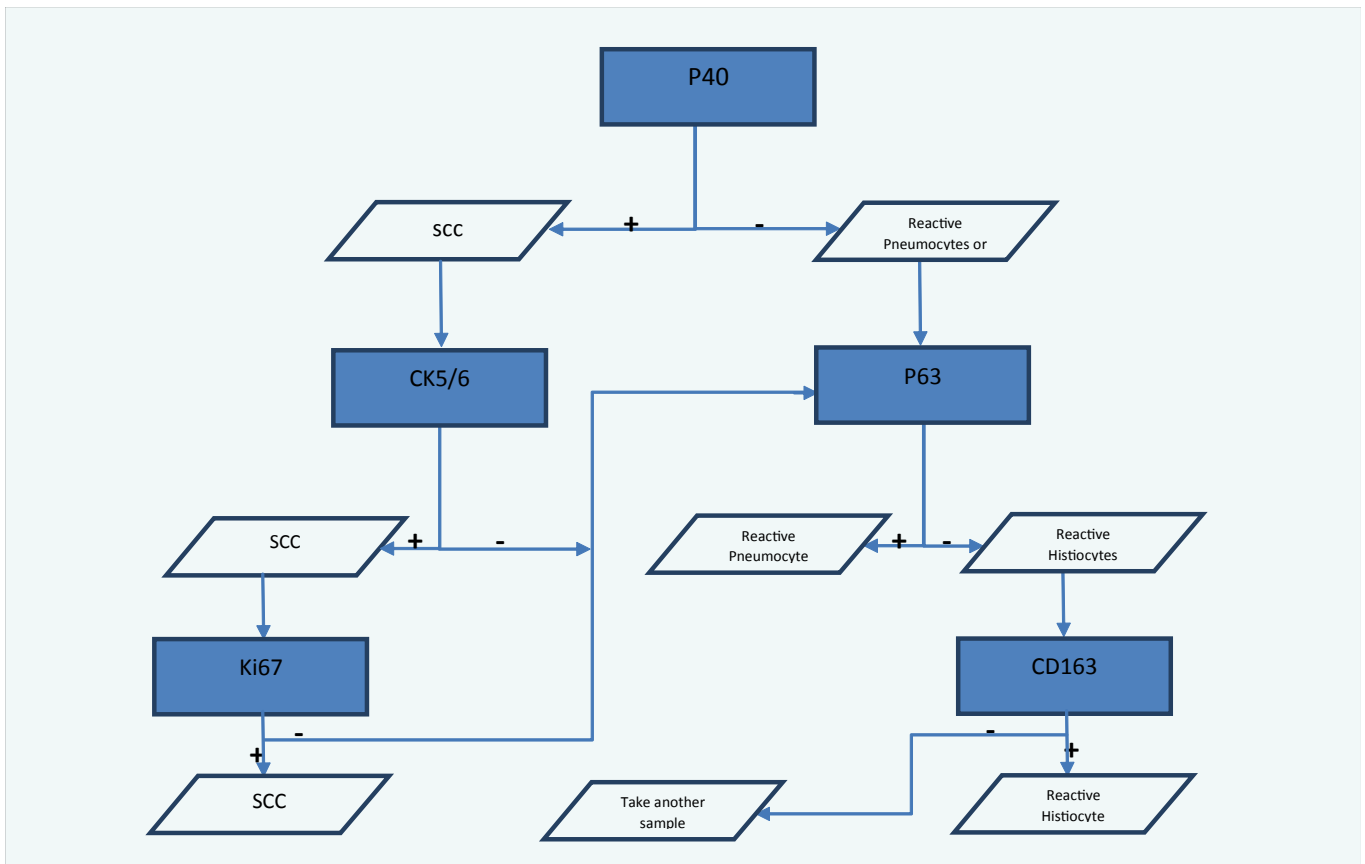 P40
SCC
+
-
Reactive
Pneumocytes or
CK5/6
P63
SCC
+
-
Reactive
Pneumocyte
+
-
Reactive
Histiocytes
Ki67
CD163
-
+
-
+
SCC
Take another
sample
Reactive
Histiocyte